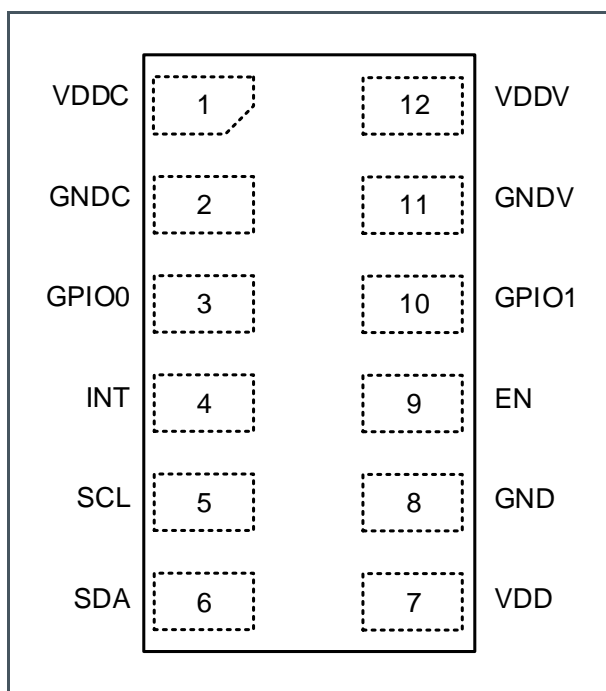 VDDC 1 12 VDDV
GNDC 2 11 GNDV
GPIO0 3 10 GPIO1
INT 4 9 EN
SCL 5 8 GND
SDA 6 7 VDD